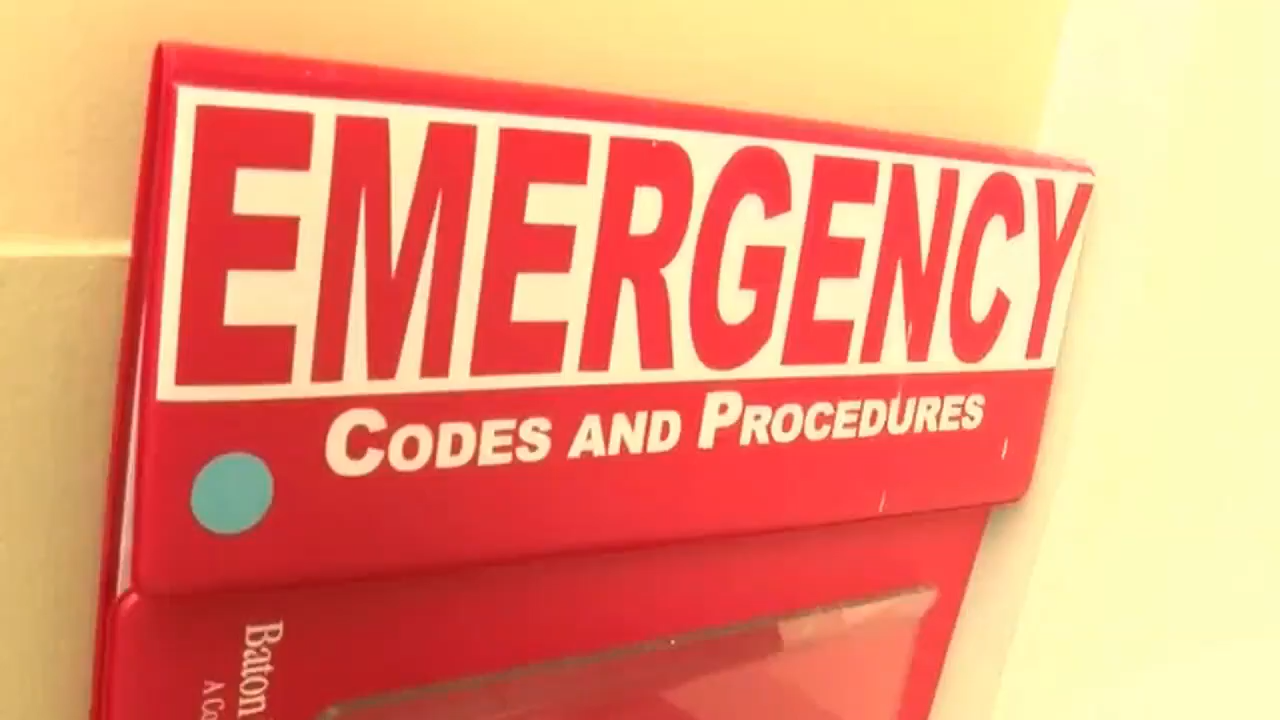 EMERGENCY
CODES AND PROCEDURES
Baton
A